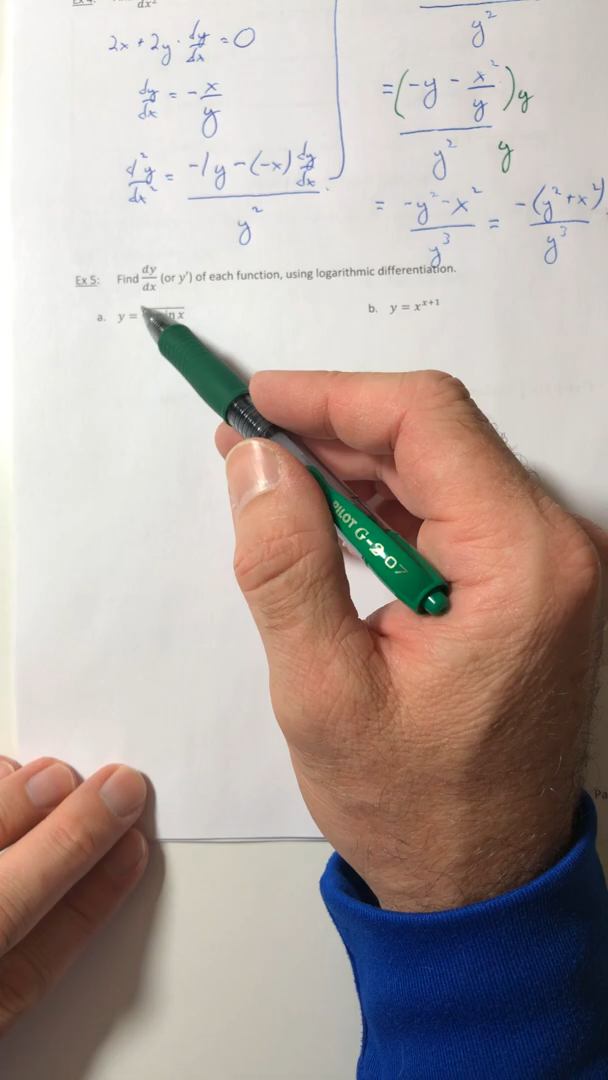 2x + 2y · dy/dx = 0
dy/dx = -x/y
d²y/dx² = (-1y - (-x) dy/dx)/y²
y²
= (-y - x²/y) y
y² y
= (-y² - x²)/y³ = -(y² + x²)/y³
Ex 5: Find dy/dx (or y′) of each function, using logarithmic differentiation.
a. y =
b. y = x^(x+1)
PILOT G-2 07